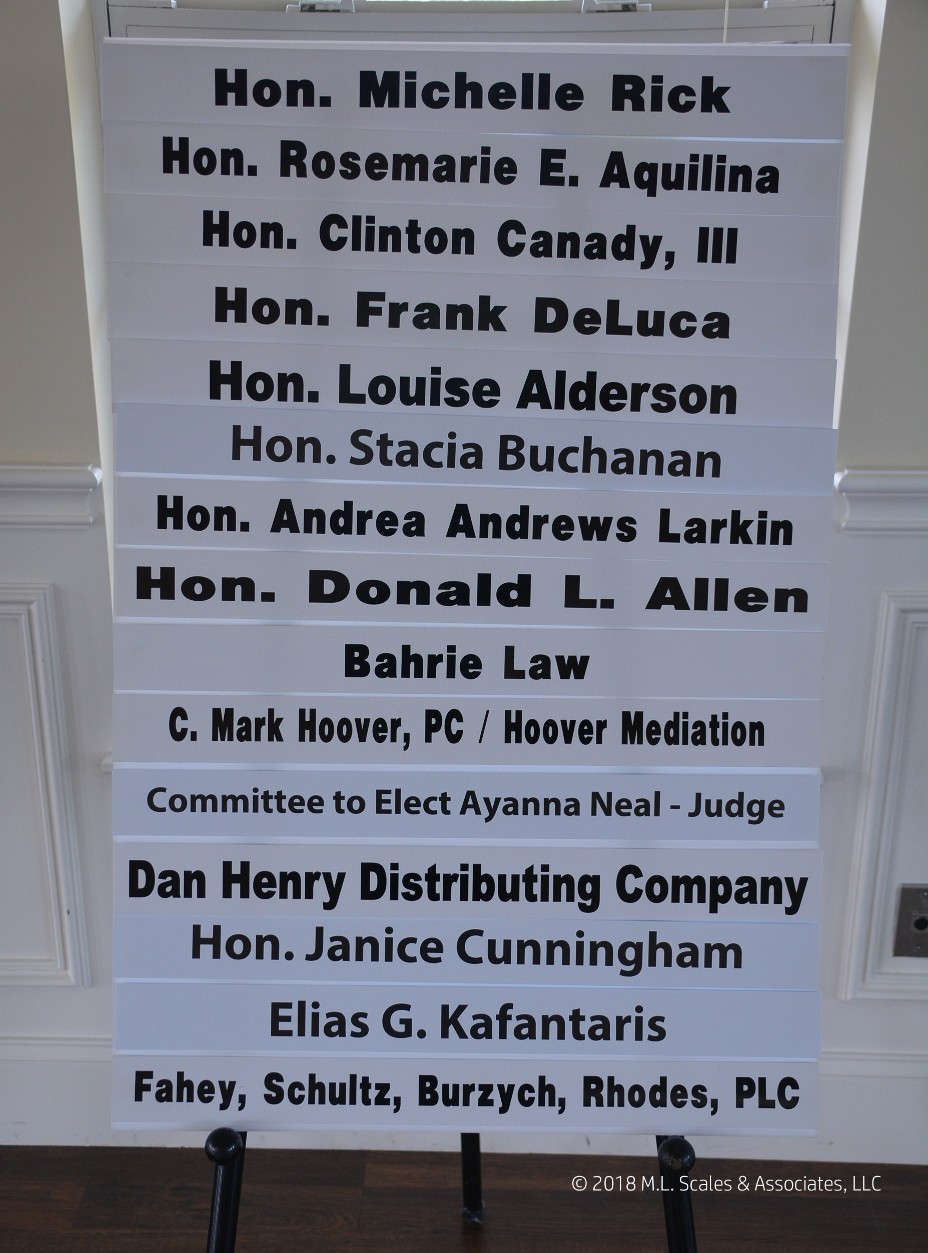 Hon. Michelle Rick
Hon. Rosemarie E. Aquilina
Hon. Clinton Canady, III
Hon. Frank DeLuca
Hon. Louise Alderson
Hon. Stacia Buchanan
Hon. Andrea Andrews Larkin
Hon. Donald L. Allen
Bahrie Law
C. Mark Hoover, PC / Hoover Mediation
Committee to Elect Ayanna Neal - Judge
Dan Henry Distributing Company
Hon. Janice Cunningham
Elias G. Kafantaris
Fahey, Schultz, Burzych, Rhodes, PLC
© 2018 M.L. Scales & Associates, LLC